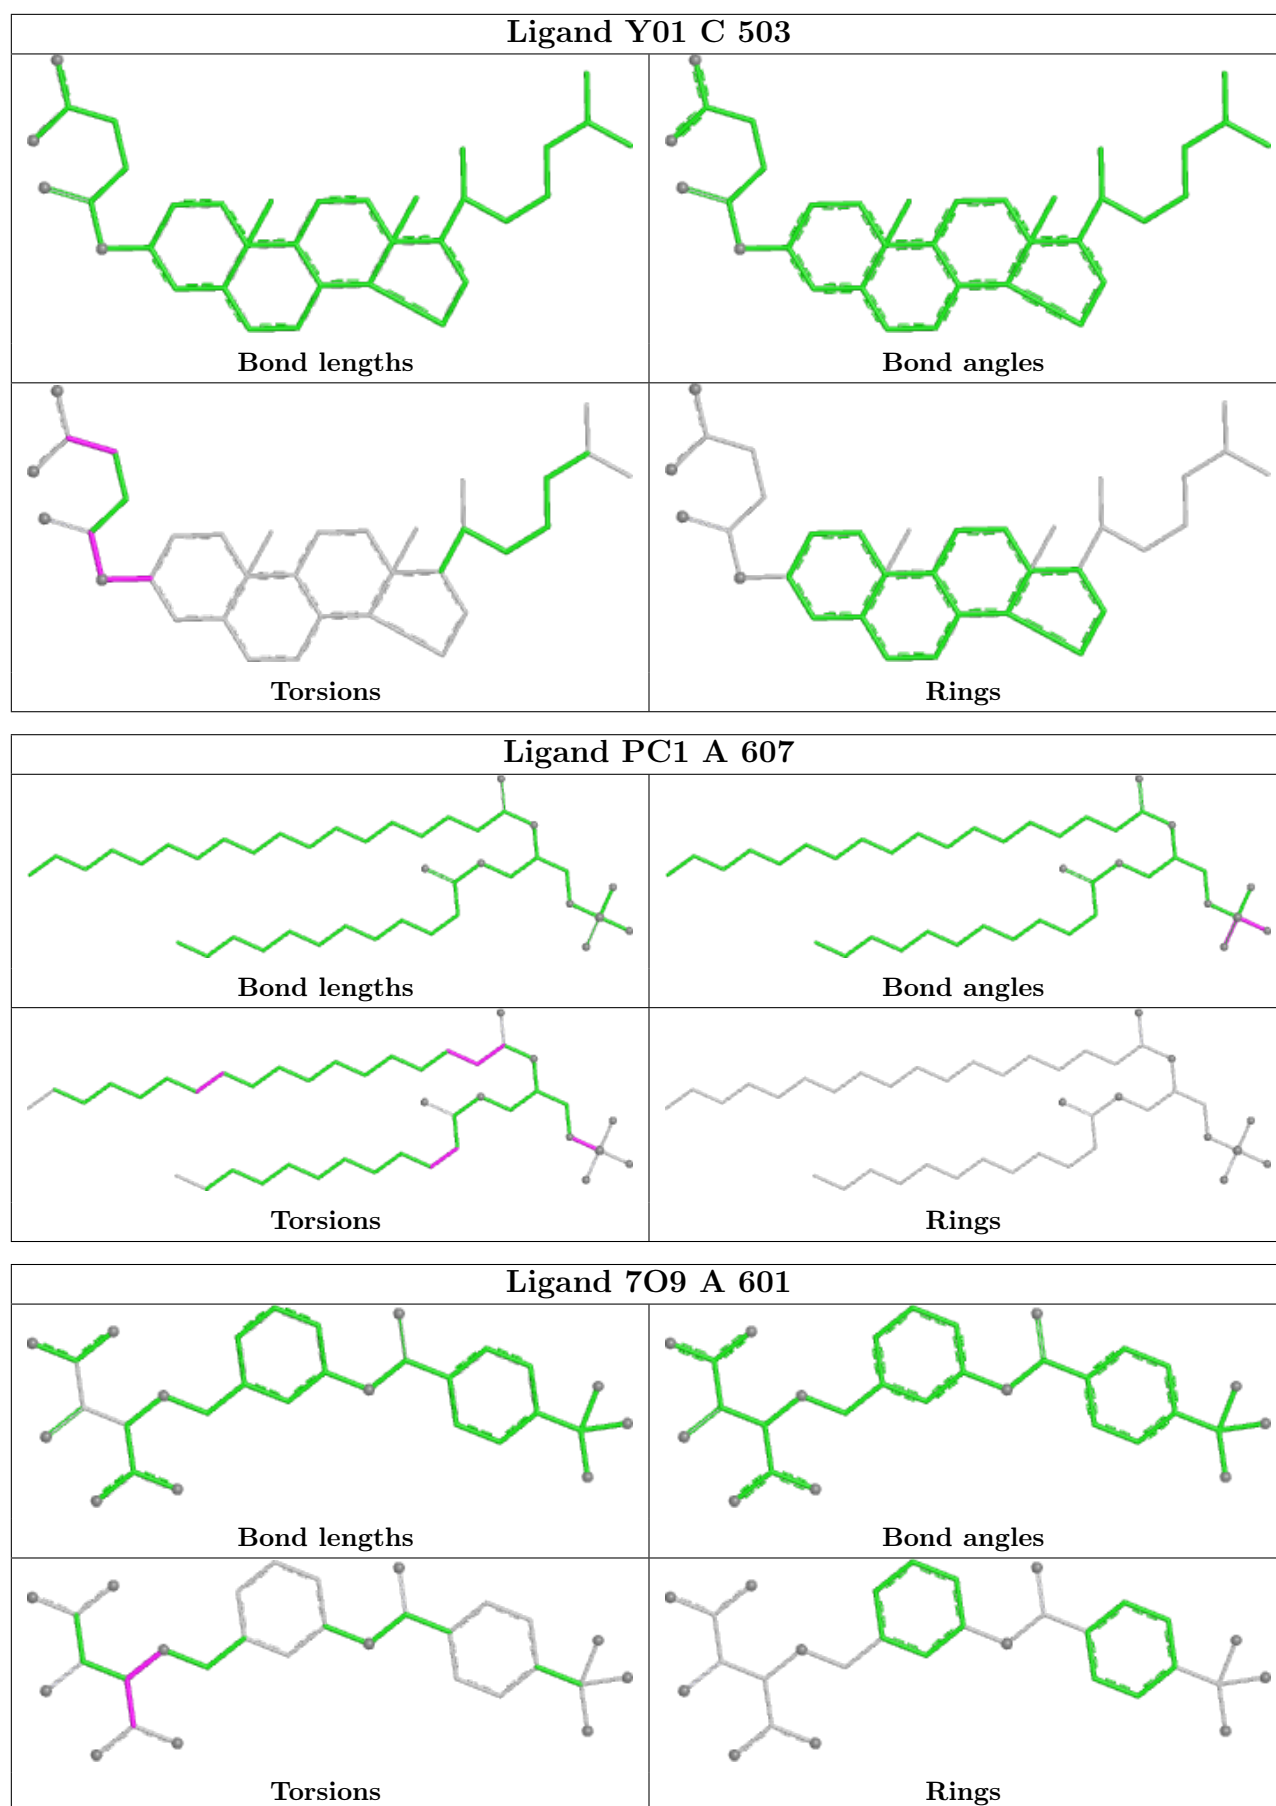 Ligand Y01 C 503
Bond lengths
Bond angles
Torsions
Rings
Ligand PC1 A 607
Bond lengths
Bond angles
Torsions
Rings
Ligand 7O9 A 601
Bond lengths
Bond angles
Torsions
Rings